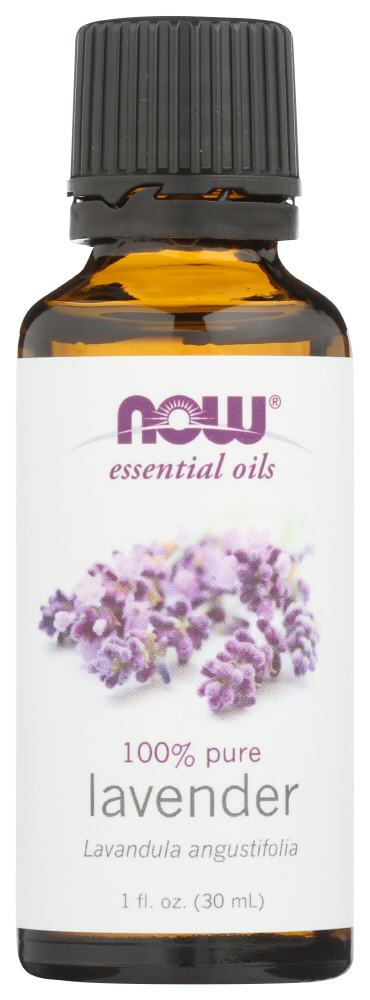 NOW®
essential oils
100% pure
lavender
Lavandula angustifolia
1 fl. oz. (30 mL)